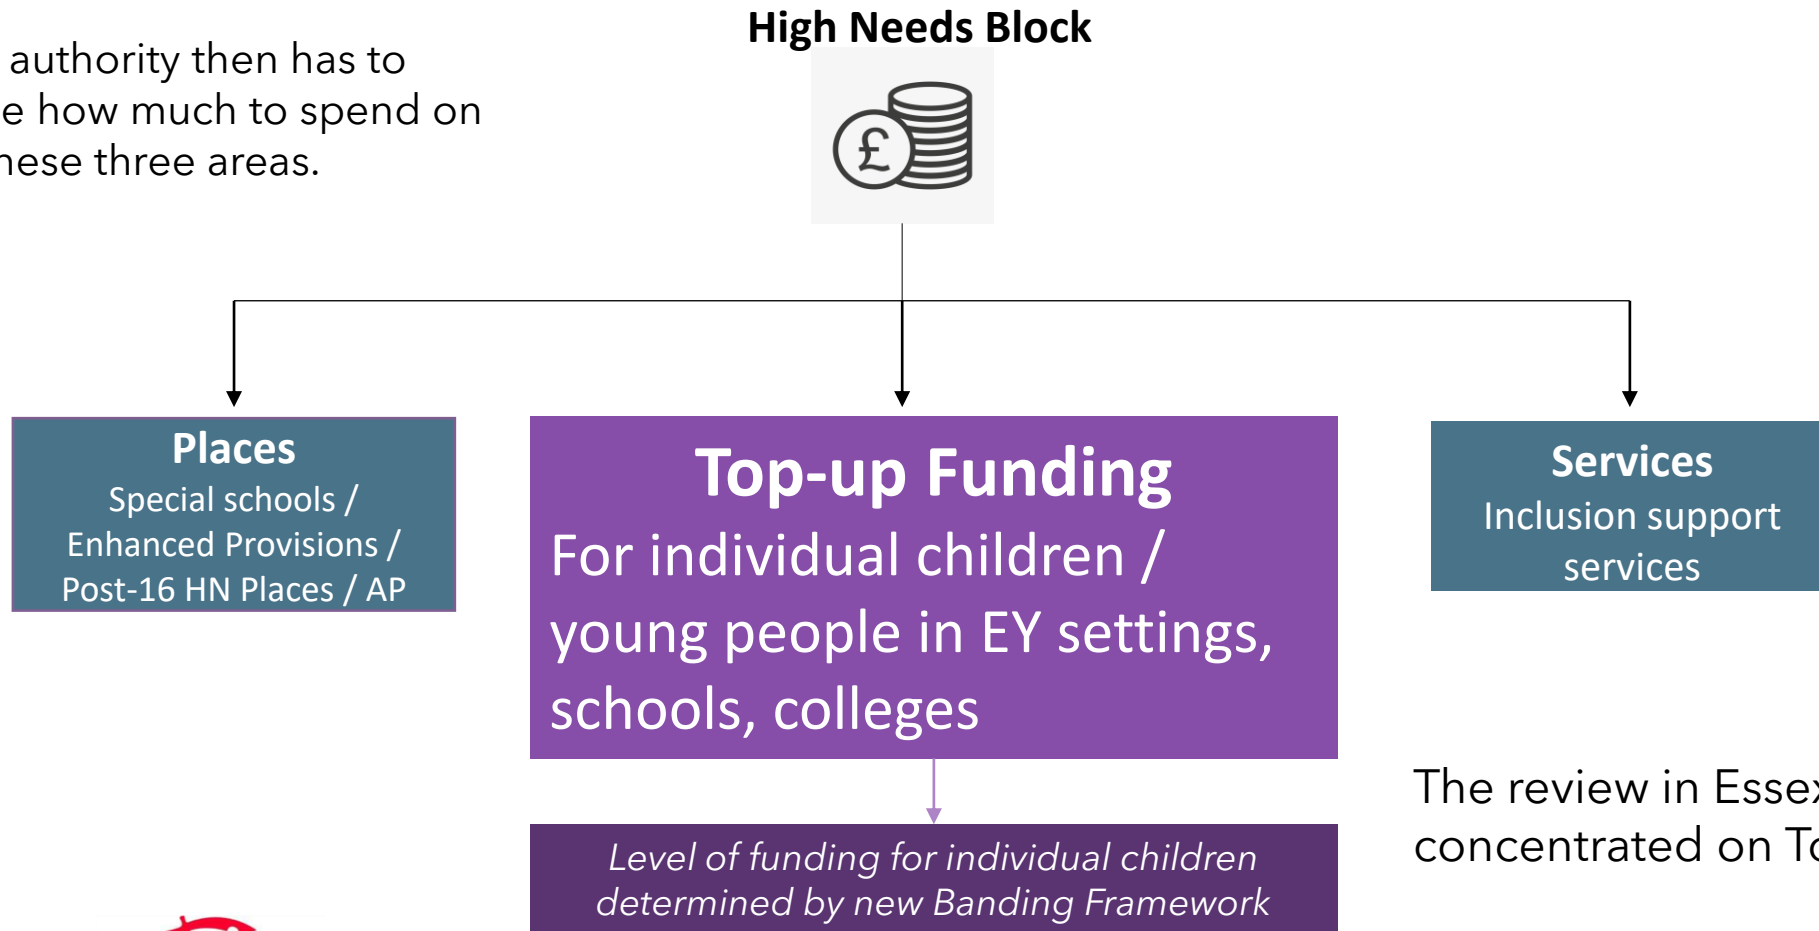 High Needs Block
authority then has to
how much to spend on
these three areas.
£
Places
Special schools /
Enhanced Provisions /
Post-16 HN Places / AP
Top-up Funding
For individual children /
young people in EY settings,
schools, colleges
Services
Inclusion support
services
Level of funding for individual children
determined by new Banding Framework
The review in Essex
concentrated on